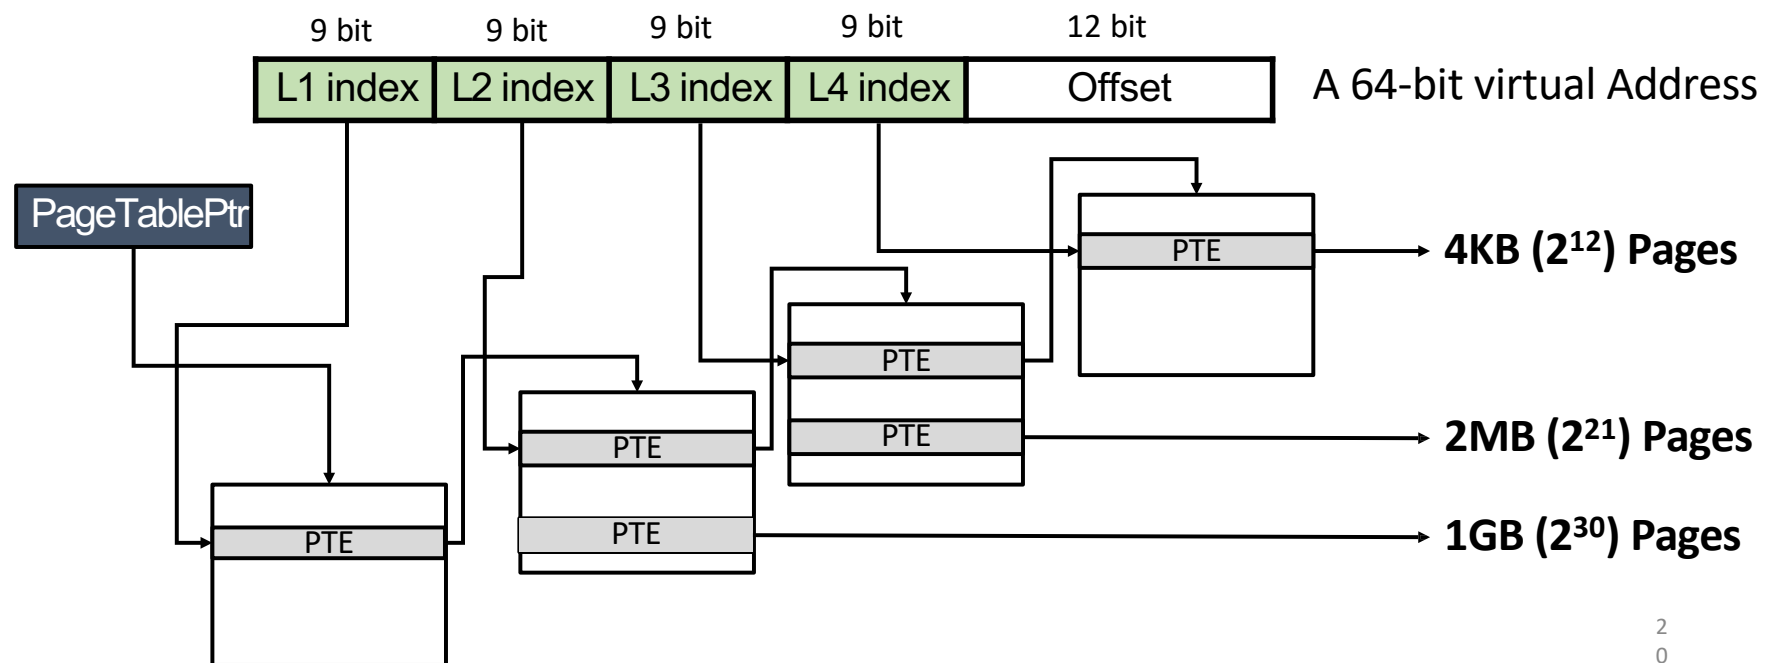 9 bit 9 bit 9 bit 9 bit 12 bit
L1 index L2 index L3 index L4 index Offset A 64-bit virtual Address
PageTablePtr
PTE 4KB (2¹²) Pages
PTE
PTE 2MB (2²¹) Pages
PTE
PTE 1GB (2³⁰) Pages
PTE
2
0